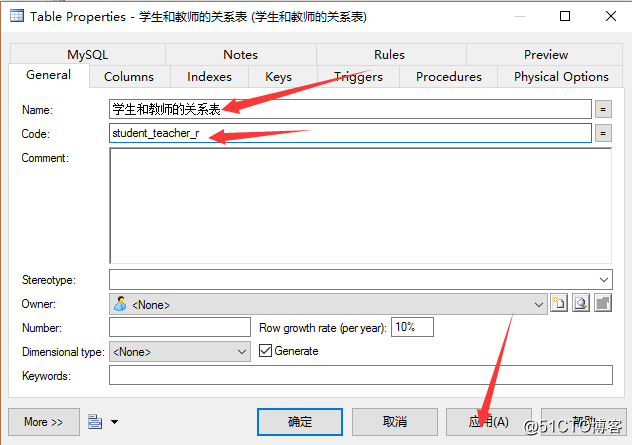 Table Properties - 学生和教师的关系表 (学生和教师的关系表)
MySQL Notes Rules Preview
General Columns Indexes Keys Triggers Procedures Physical Options
Name: 学生和教师的关系表 =
Code: student_teacher_r =
Comment:
Stereotype:
Owner: <None>
Number: Row growth rate (per year): 10%
Dimensional type: <None> Generate
Keywords:
More >> 确定 取消 应用(A) 帮助
@51CTO博客